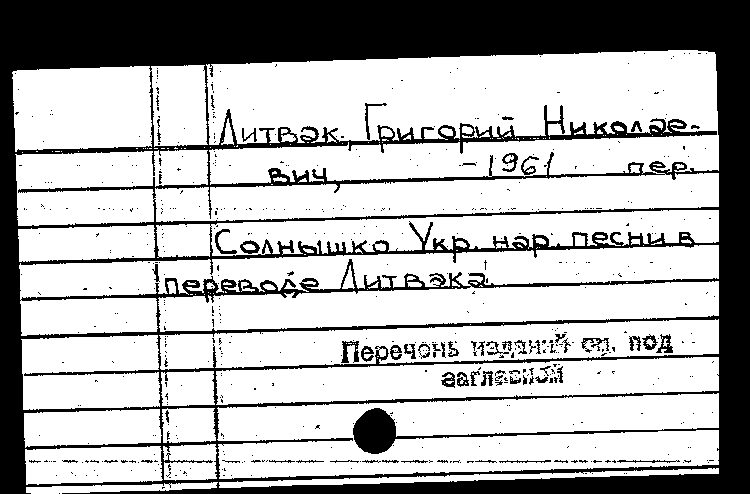 Литвак, Григорий Николае-
вич, -1961 пер.
Солнышко. Укр. нар. песни в
переводе Литвака.
Перечень изданий см. под
заглавием